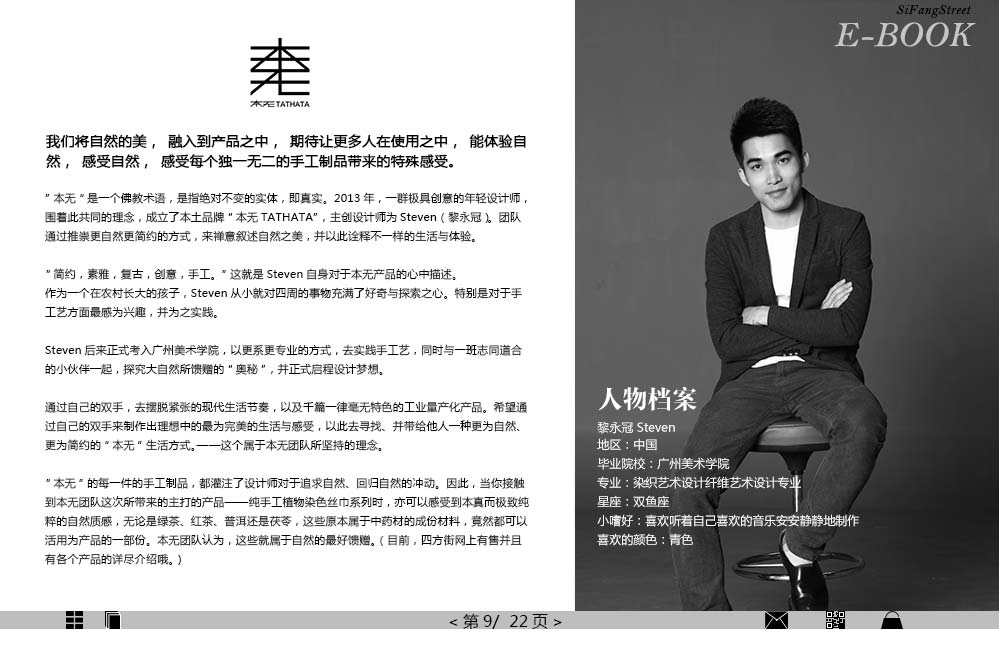 本无 TATHATA
我们将自然的美， 融入到产品之中， 期待让更多人在使用之中， 能体验自
然， 感受自然， 感受每个独一无二的手工制品带来的特殊感受。
“ 本无 ” 是一个佛教术语，是指绝对不变的实体，即真实。2013 年，一群极具创意的年轻设计师，
围着此共同的理念，成立了本土品牌 “ 本无 TATHATA”，主创设计师为 Steven（黎永冠）。团队
通过推崇更自然更简约的方式，来禅意叙述自然之美，并以此诠释不一样的生活与体验。
“ 简约，素雅，复古，创意，手工。” 这就是 Steven 自身对于本无产品的心中描述。
作为一个在农村长大的孩子，Steven 从小就对四周的事物充满了好奇与探索之心。特别是对于手
工艺方面最感为兴趣，并为之实践。
Steven 后来正式考入广州美术学院，以更系更专业的方式，去实践手工艺，同时与一班志同道合
的小伙伴一起，探究大自然所馈赠的 “ 奥秘 ”，并正式启程设计梦想。
通过自己的双手，去摆脱紧张的现代生活节奏，以及千篇一律毫无特色的工业量产化产品。希望通
过自己的双手来制作出理想中的最为完美的生活与感受，以此去寻找、并带给他人一种更为自然、
更为简约的 “ 本无 ” 生活方式。——这个属于本无团队所坚持的理念。
“ 本无 ” 的每一件的手工制品，都灌注了设计师对于追求自然、回归自然的冲动。因此，当你接触
到本无团队这次所带来的主打的产品——纯手工植物染色丝巾系列时，亦可以感受到本真而极致纯
粹的自然质感，无论是绿茶、红茶、普洱还是茯苓，这些原本属于中药材的成份材料，竟然都可以
活用为产品的一部份。本无团队认为，这些就属于自然的最好馈赠。( 目前，四方街网上有售并且
有各个产品的详尽介绍哦。)
SiFangStreet
E-BOOK
人物档案
黎永冠 Steven
地区：中国
毕业院校：广州美术学院
专业：染织艺术设计纤维艺术设计专业
星座：双鱼座
小嗜好：喜欢听着自己喜欢的音乐安安静静地制作
喜欢的颜色：青色
< 第 9/ 22 页 >